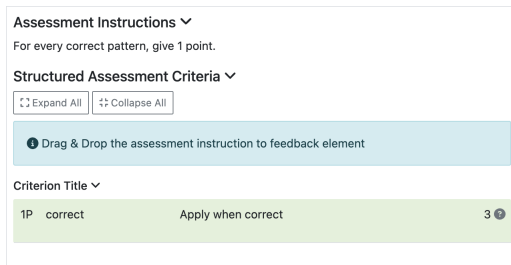 Assessment Instructions
For every correct pattern, give 1 point.
Structured Assessment Criteria
Expand All Collapse All
Drag & Drop the assessment instruction to feedback element
Criterion Title
1P correct Apply when correct 3